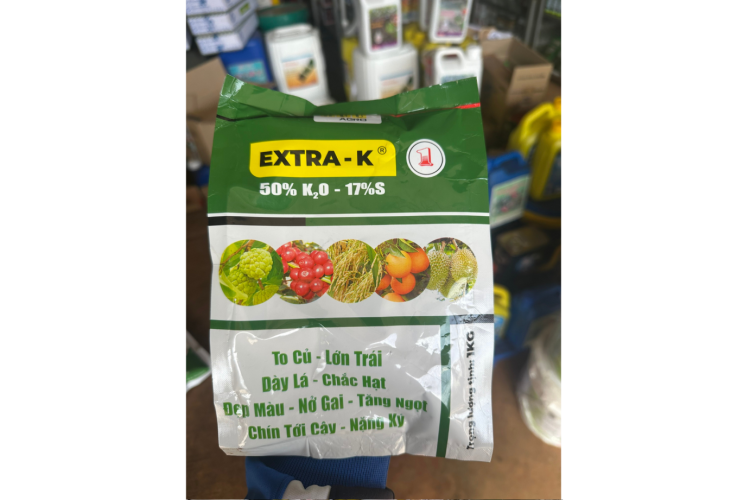 EXTRA-K®
1
50% K₂O - 17%S
To Củ - Lớn Trái
Dày Lá - Chắc Hạt
Đẹp Màu - Nở Gai - Tăng Ngọt
Chín Tới Cây - Nặng Ký
Trọng lượng tịnh: 1KG